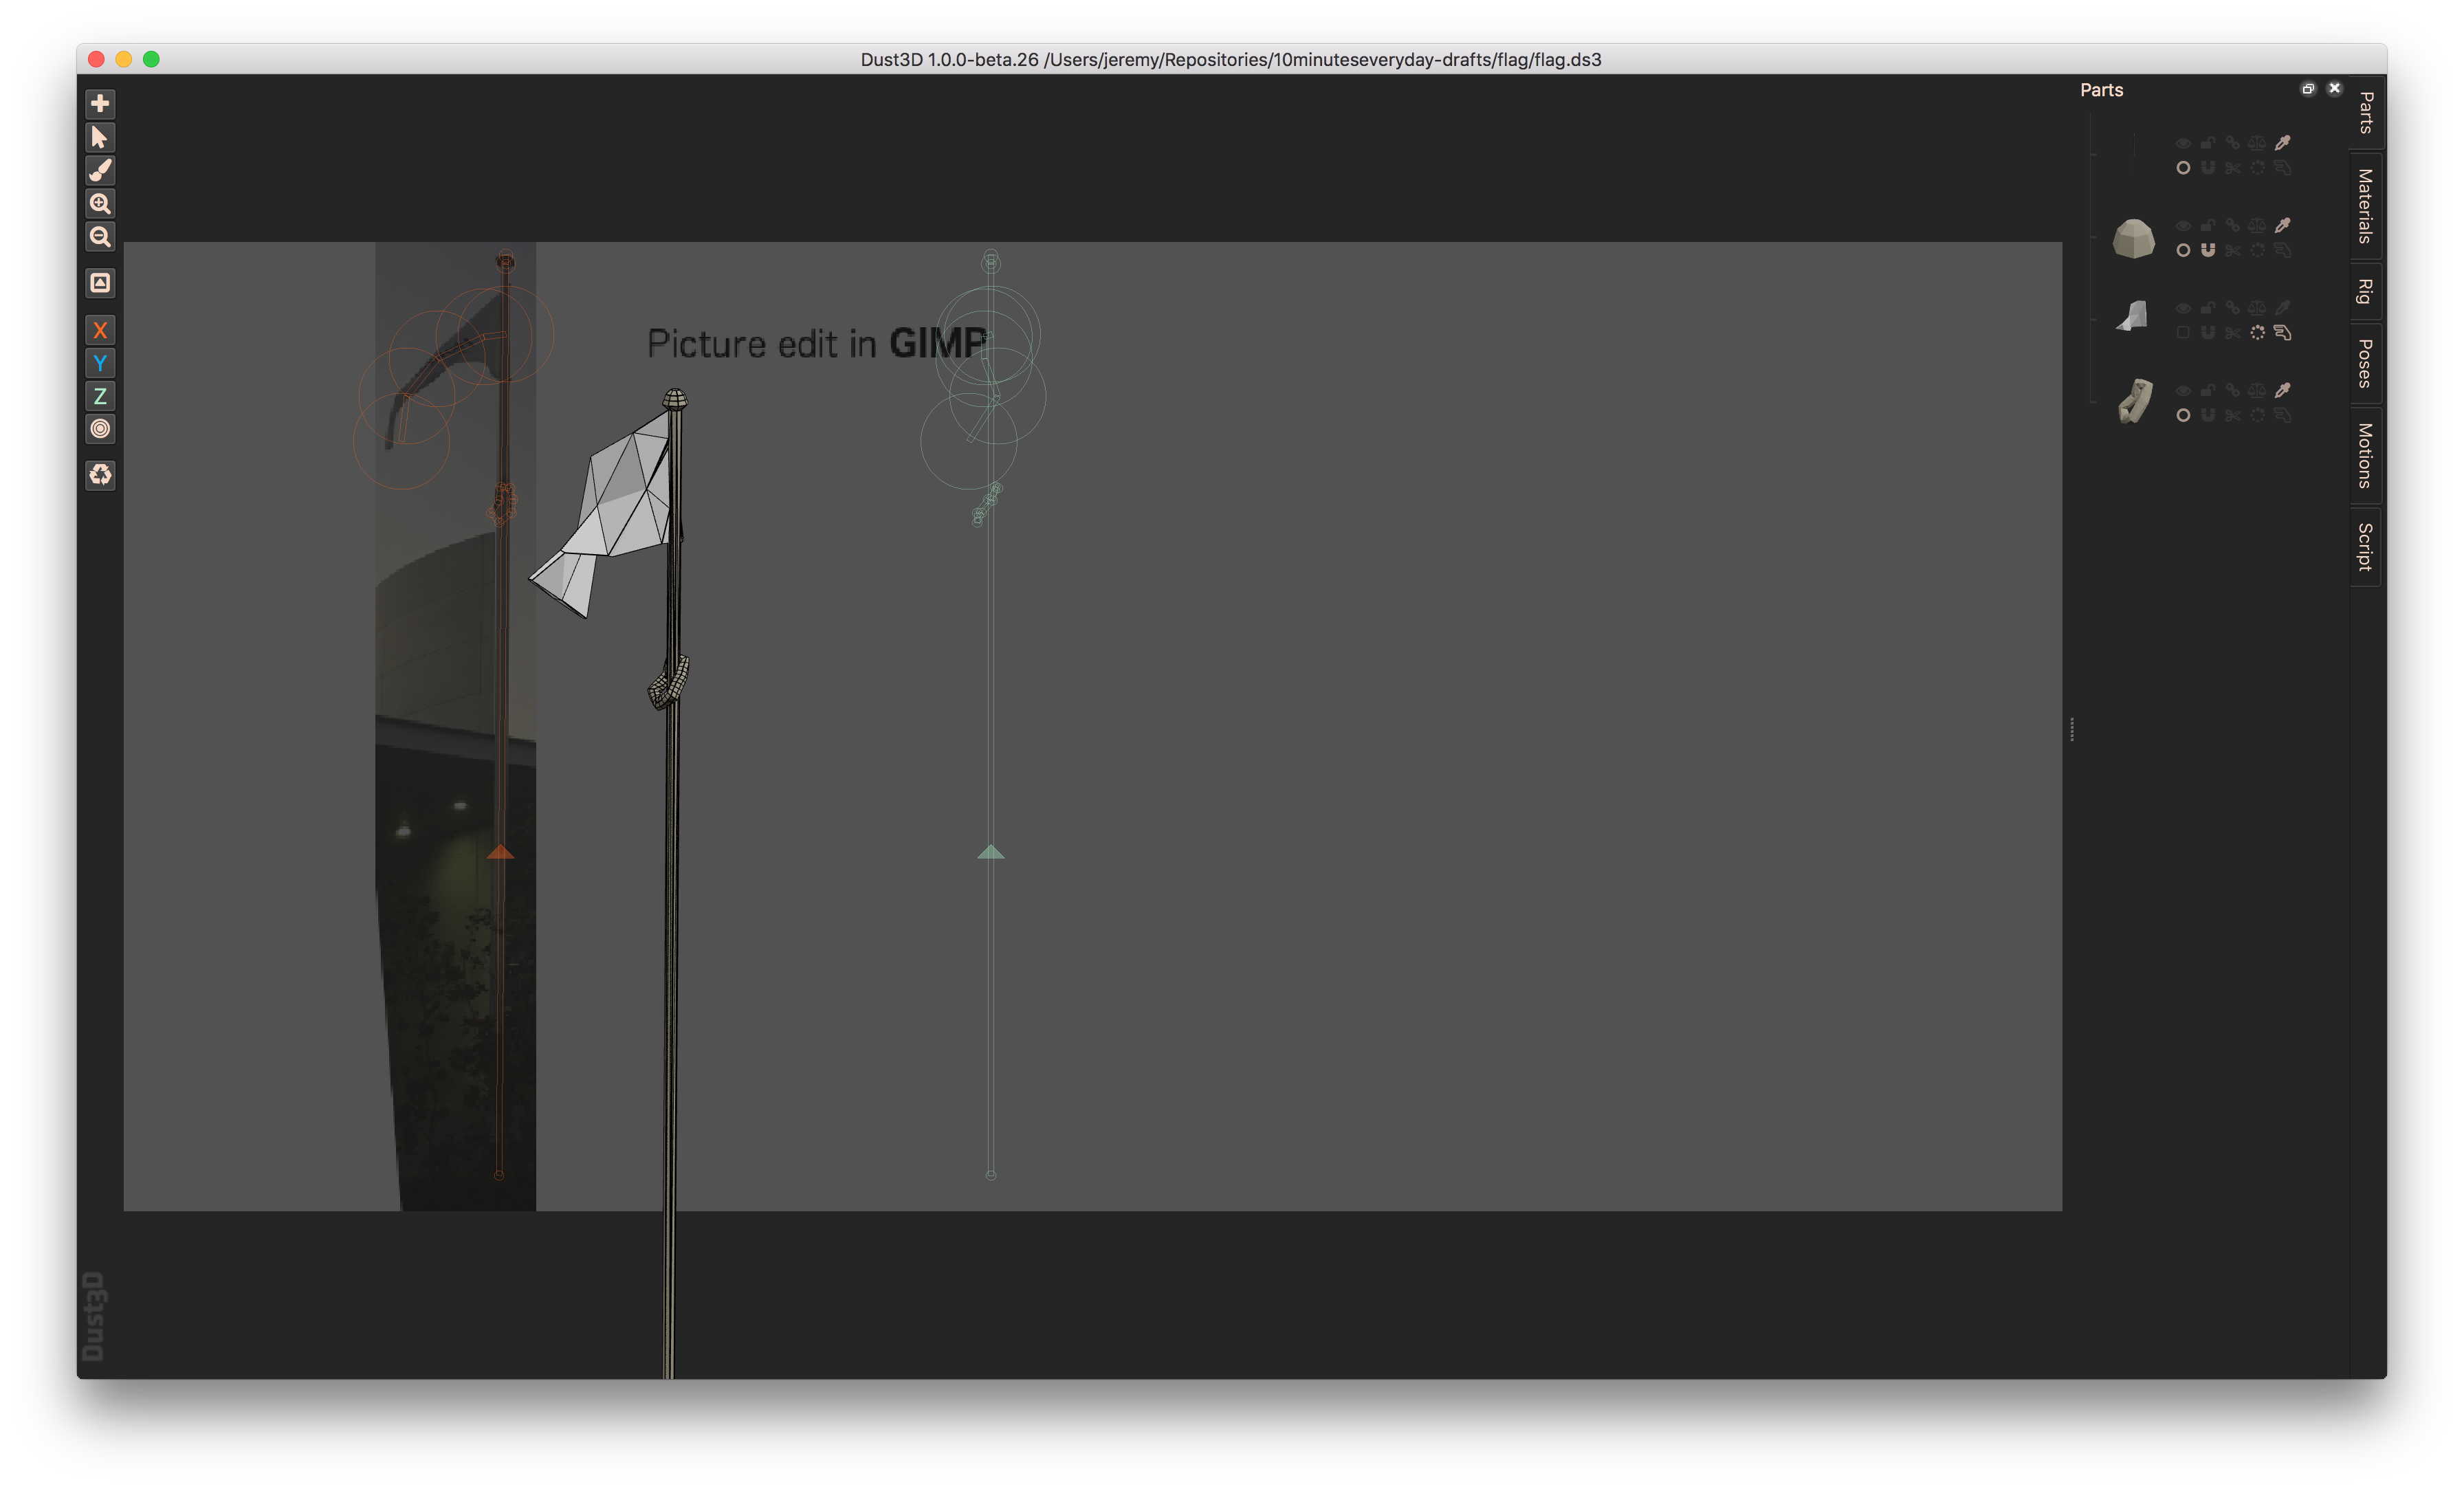 Dust3D 1.0.0-beta.26 /Users/jeremy/Repositories/10minuteseveryday-drafts/flag/flag.ds3
Parts
Parts
Materials
Rig
Poses
Motions
Script
X
Y
Z
Picture edit in GIMP
Dust3D